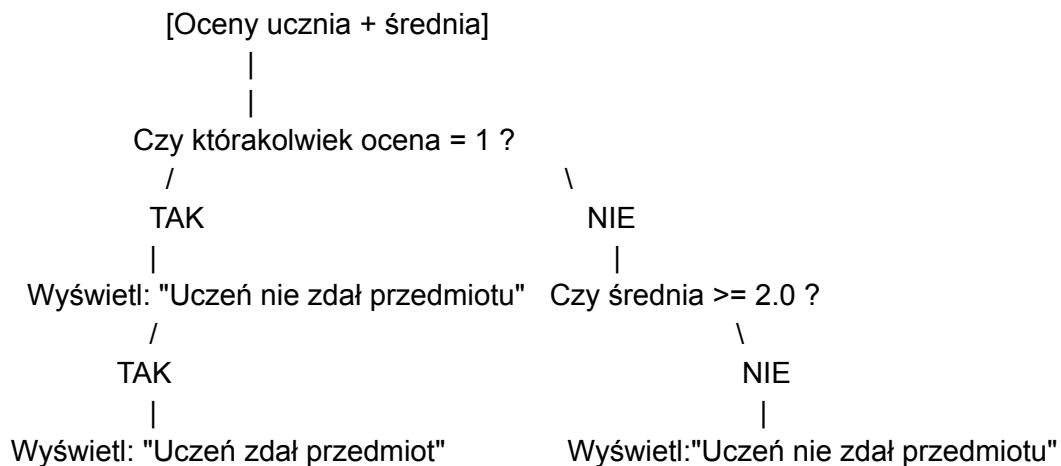 [Oceny ucznia + średnia]
|
|
Czy którakolwiek ocena = 1 ?
/ \
TAK NIE
| |
Wyświetl: "Uczeń nie zdał przedmiotu" Czy średnia >= 2.0 ?
/ \
TAK NIE
| |
Wyświetl: "Uczeń zdał przedmiot" Wyświetl:"Uczeń nie zdał przedmiotu"